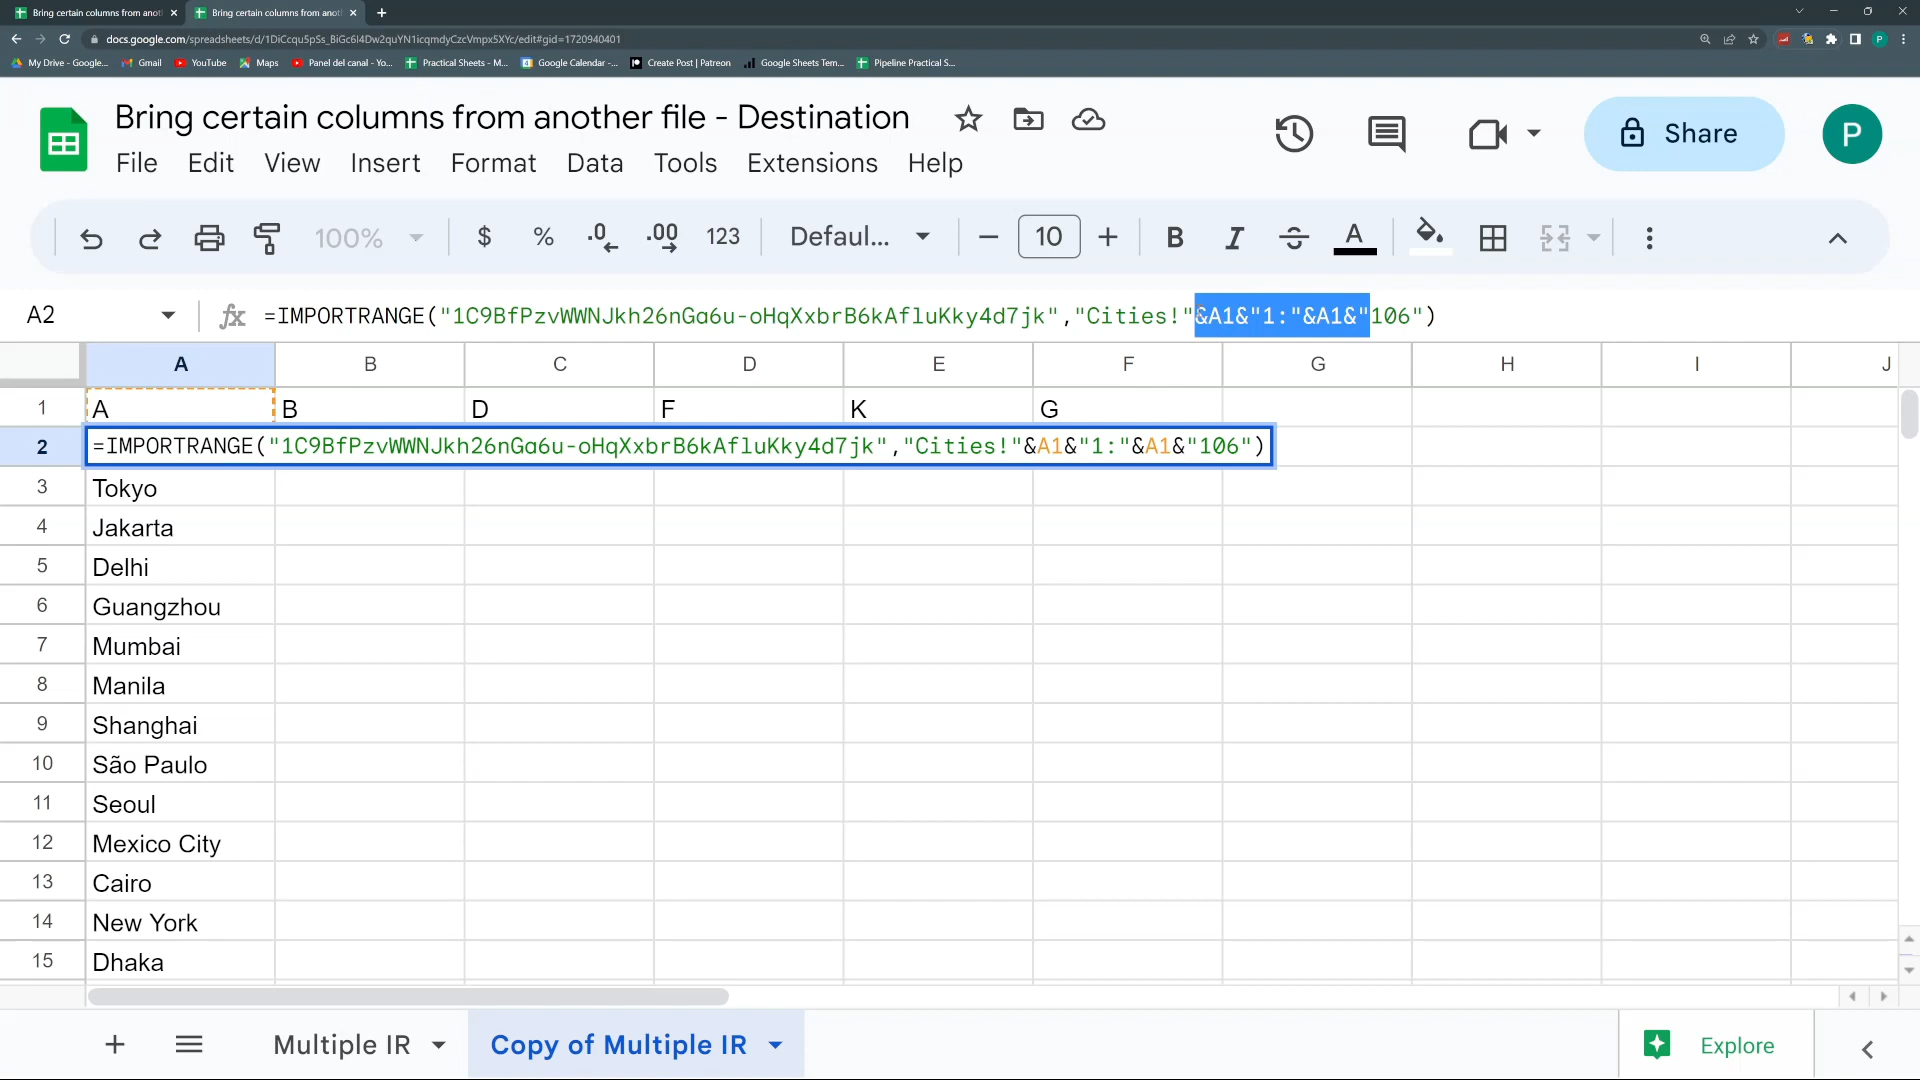 Bring certain columns from anot
Bring certain columns from anot
docs.google.com/spreadsheets/d/1DiCcqu5pSs_BiGc6I4Dw2quYN1icqmdyCzcVmpx5XYc/edit#gid=1720940401
My Drive - Google...
Gmail
YouTube
Maps
Panel del canal - Yo...
Practical Sheets - M...
Google Calendar -...
Create Post | Patreon
Google Sheets Tem...
Pipeline Practical S...
Bring certain columns from another file - Destination
File Edit View Insert Format Data Tools Extensions Help
Share
P
100% $ % .0 .00 123 Defaul... 10 B I S A
A2 fx =IMPORTRANGE("1C9BfPzvWWNJkh26nGa6u-oHqXxbrB6kAfluKky4d7jk","Cities!"&A1&"1:"&A1&"106")
A B C D E F G H I J
1 A B D F K G
2 =IMPORTRANGE("1C9BfPzvWWNJkh26nGa6u-oHqXxbrB6kAfluKky4d7jk","Cities!"&A1&"1:"&A1&"106")
3 Tokyo
4 Jakarta
5 Delhi
6 Guangzhou
7 Mumbai
8 Manila
9 Shanghai
10 São Paulo
11 Seoul
12 Mexico City
13 Cairo
14 New York
15 Dhaka
Multiple IR
Copy of Multiple IR
Explore